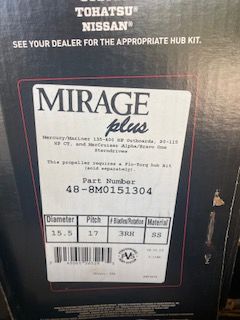 TOHATSU®
NISSAN®
SEE YOUR DEALER FOR THE APPROPRIATE HUB KIT.
MIRAGE
plus
Mercury/Mariner 135-400 HP Outboards, 90-115
HP CT, and MerCruiser Alpha/Bravo One
Sterndrives
This propeller requires a Flo-Torq hub kit
(sold separately).
Part Number
48-8M0151304
Diameter Pitch # Blades/Rotation Material
15.5 17 3RH SS